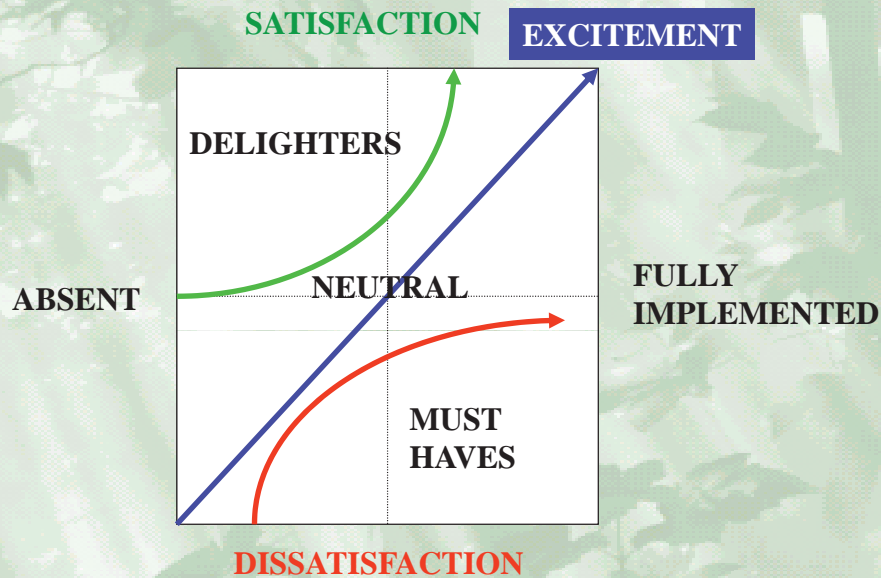 SATISFACTION
EXCITEMENT
DELIGHTERS
NEUTRAL
ABSENT
FULLY
IMPLEMENTED
MUST
HAVES
DISSATISFACTION